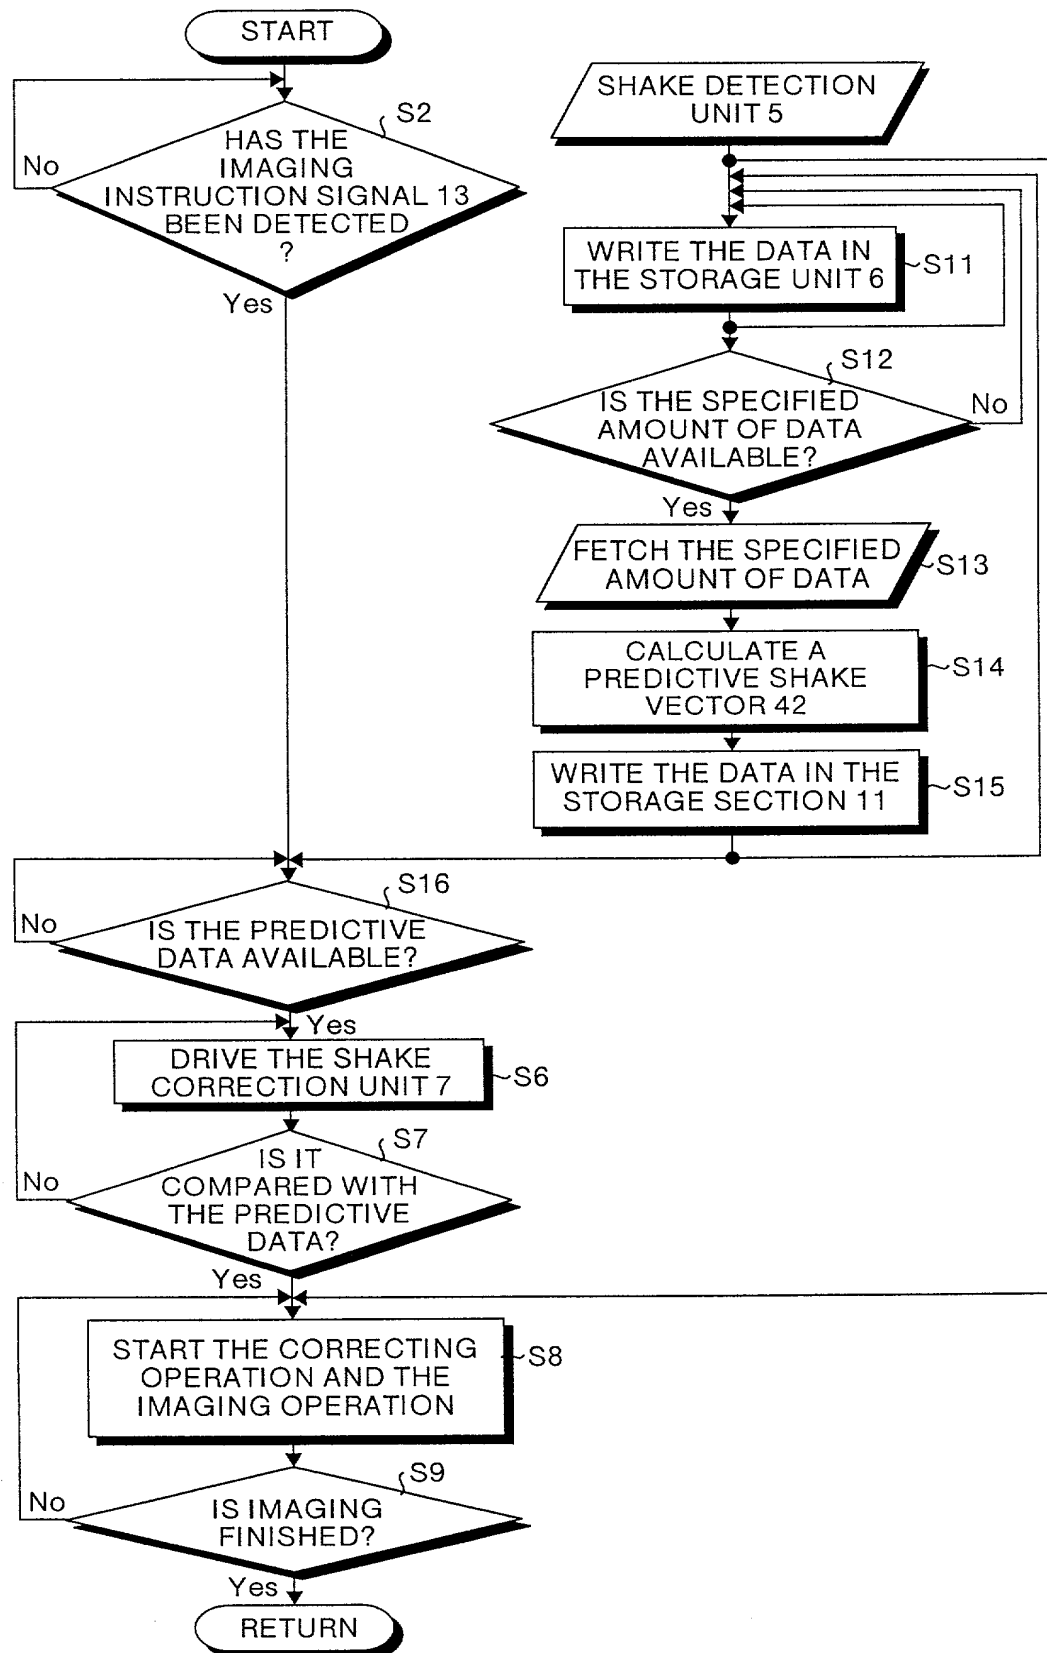 START
S2
HAS THE
IMAGING
INSTRUCTION SIGNAL 13
BEEN DETECTED
?
No
Yes
SHAKE DETECTION
UNIT 5
WRITE THE DATA IN
THE STORAGE UNIT 6
S11
S12
IS THE SPECIFIED
AMOUNT OF DATA
AVAILABLE?
No
Yes
FETCH THE SPECIFIED
AMOUNT OF DATA
S13
CALCULATE A
PREDICTIVE SHAKE
VECTOR 42
S14
WRITE THE DATA IN THE
STORAGE SECTION 11
S15
S16
No
IS THE PREDICTIVE
DATA AVAILABLE?
Yes
DRIVE THE SHAKE
CORRECTION UNIT 7
S6
S7
IS IT
COMPARED WITH
THE PREDICTIVE
DATA?
No
Yes
START THE CORRECTING
OPERATION AND THE
IMAGING OPERATION
S8
S9
No
IS IMAGING
FINISHED?
Yes
RETURN